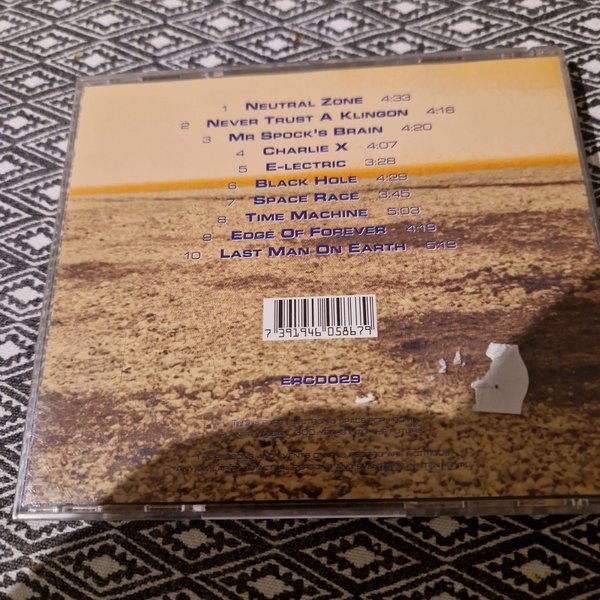 1 NEUTRAL ZONE 4:33
2 NEVER TRUST A KLINGON 4:16
3 MR SPOCK'S BRAIN 4:20
4 CHARLIE X 4:07
5 E-LECTRIC 3:28
6 BLACK HOLE 4:23
7 SPACE RACE 3:45
8 TIME MACHINE 5:03
9 EDGE OF FOREVER 4:19
10 LAST MAN ON EARTH 5:19
7 391946 058679
ERCD029